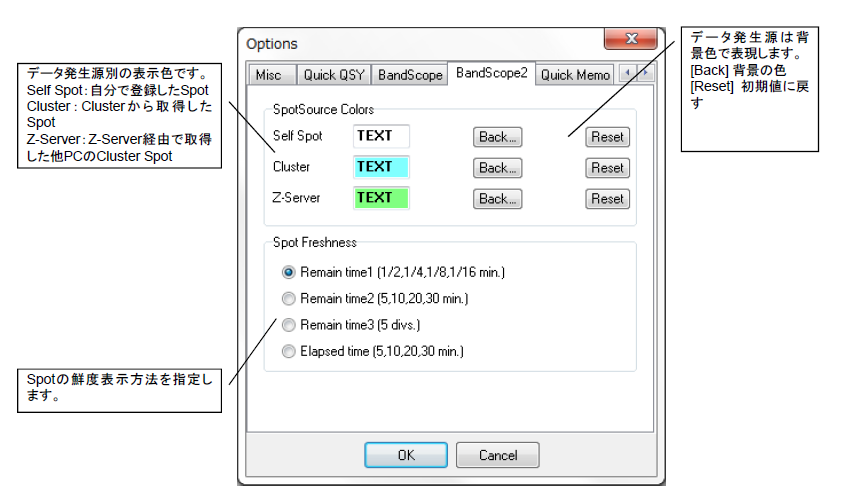 データ発生源別の表示色です。
Self Spot：自分で登録したSpot
Cluster：Clusterから取得した
Spot
Z-Server：Z-Server経由で取得
した他PCのCluster Spot
Options
Misc Quick QSY BandScope BandScope2 Quick Memo
SpotSource Colors
Self Spot TEXT Back... Reset
Cluster TEXT Back... Reset
Z-Server TEXT Back... Reset
Spot Freshness
Remain time1 (1/2,1/4,1/8,1/16 min.)
Remain time2 (5,10,20,30 min.)
Remain time3 (5 divs.)
Elapsed time (5,10,20,30 min.)
OK Cancel
データ発生源は背
景色で表現します。
[Back] 背景の色
[Reset] 初期値に戻
す
Spotの鮮度表示方法を指定し
ます。